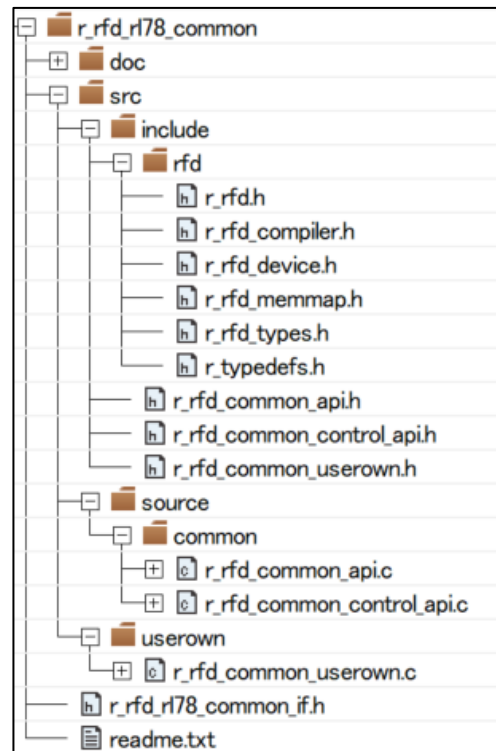 r_rfd_rl78_common
doc
src
include
rfd
r_rfd.h
r_rfd_compiler.h
r_rfd_device.h
r_rfd_memmap.h
r_rfd_types.h
r_typedefs.h
r_rfd_common_api.h
r_rfd_common_control_api.h
r_rfd_common_userown.h
source
common
r_rfd_common_api.c
r_rfd_common_control_api.c
userown
r_rfd_common_userown.c
r_rfd_rl78_common_if.h
readme.txt